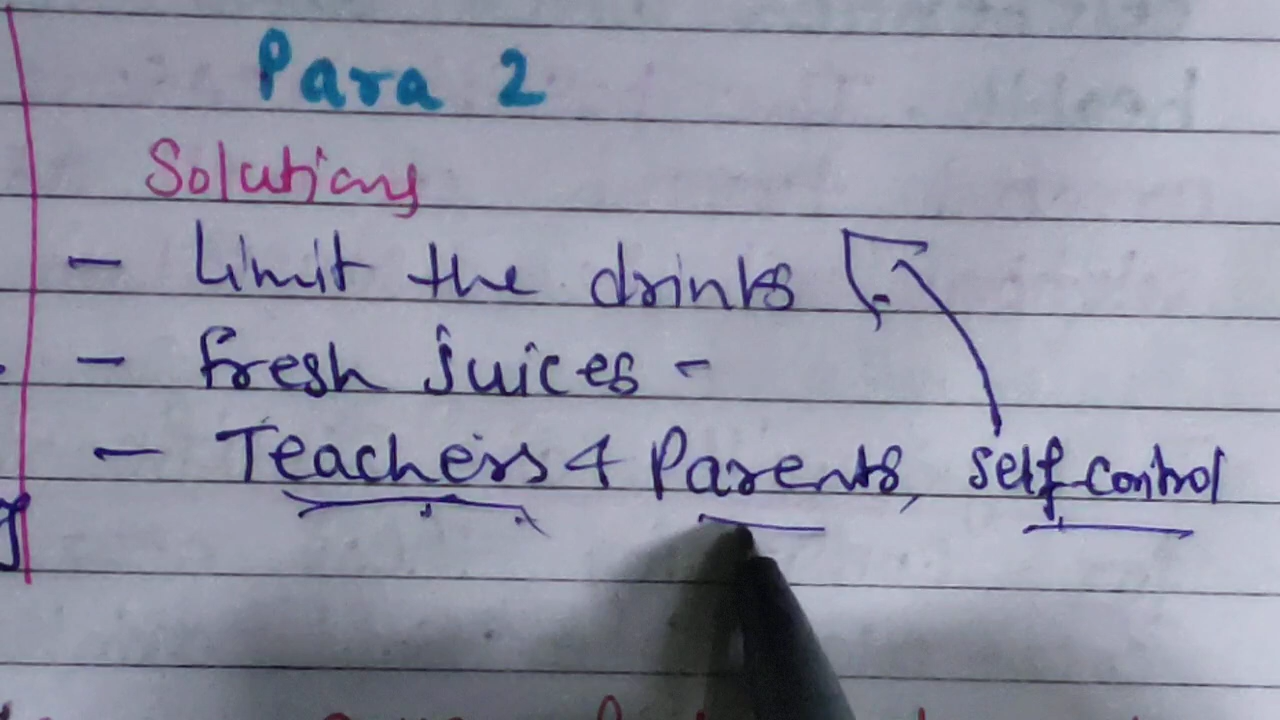 Para 2
Solutions
- Limit the drinks
- fresh juices -
- Teachers & Parents, self control